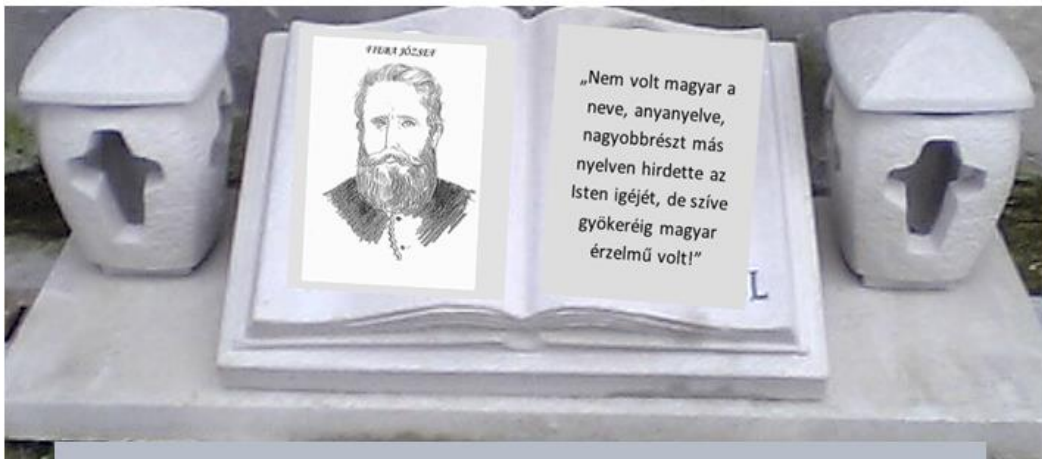 JÓZSEF
„Nem volt magyar a
neve, anyanyelve,
nagyobbrészt más
nyelven hirdette az
Isten igéjét, de szíve
gyökeréig magyar
érzelmű volt!”
L